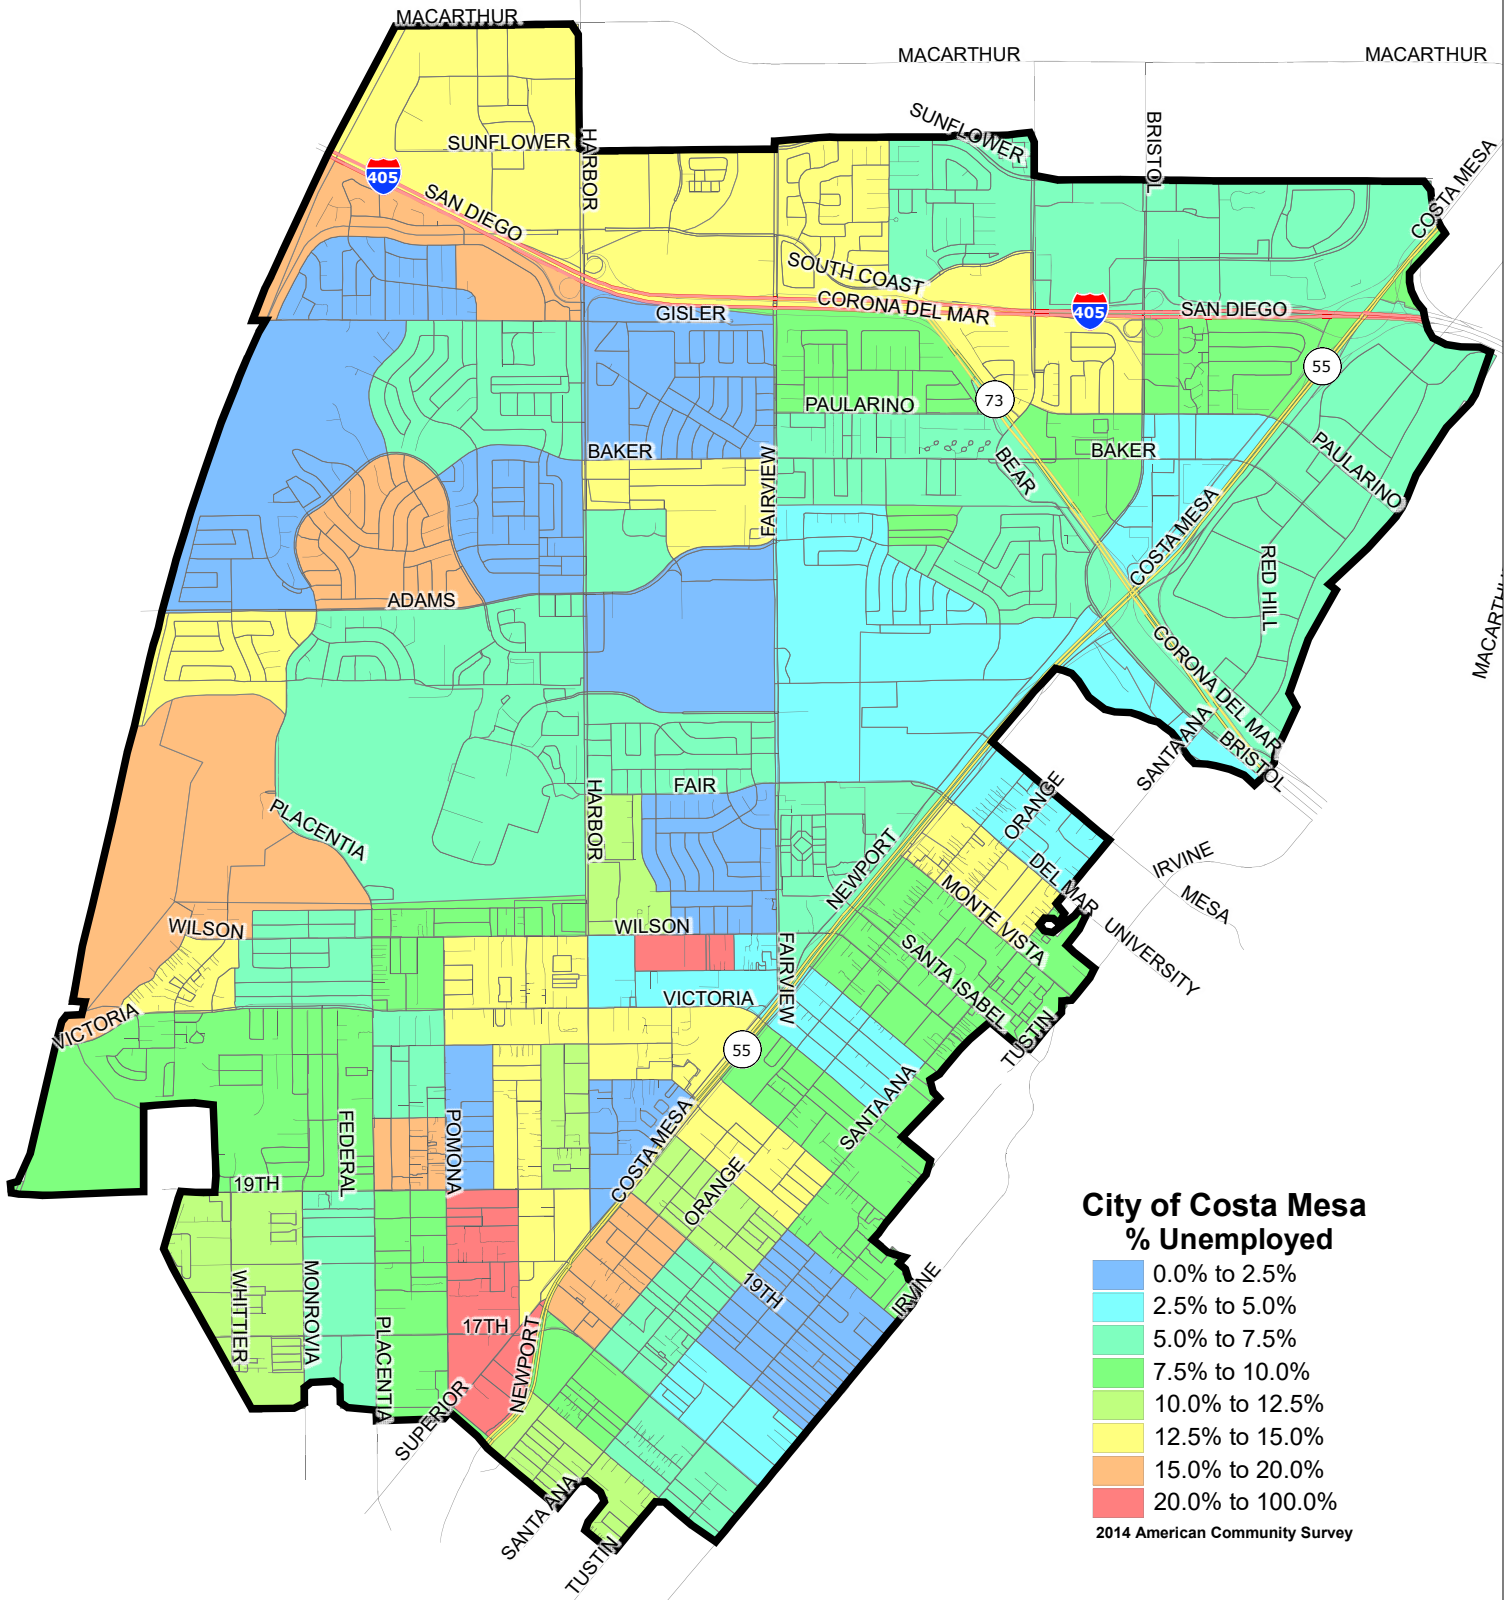 MACARTHUR
MACARTHUR
MACARTHUR
SUNFLOWER
SUNFLOWER
HARBOR
BRISTOL
COSTA MESA
405
SAN DIEGO
SOUTH COAST
CORONA DEL MAR
GISLER
405
SAN DIEGO
55
73
PAULARINO
BAKER
BAKER
FAIRVIEW
BEAR
PAULARINO
COSTA MESA
RED HILL
ADAMS
MACARTHUR
CORONA DEL MAR
SANTA ANA
BRISTOL
FAIR
PLACENTIA
HARBOR
ORANGE
NEWPORT
DEL MAR
IRVINE
MESA
MONTE VISTA
UNIVERSITY
WILSON
WILSON
FAIRVIEW
SANTA ISABEL
VICTORIA
VICTORIA
TUSTIN
55
SANTA ANA
FEDERAL
POMONA
COSTA MESA
ORANGE
19TH
19TH
IRVINE
WHITTIER
MONROVIA
PLACENTIA
17TH
NEWPORT
SUPERIOR
SANTA ANA
TUSTIN
City of Costa Mesa
% Unemployed
0.0% to 2.5%
2.5% to 5.0%
5.0% to 7.5%
7.5% to 10.0%
10.0% to 12.5%
12.5% to 15.0%
15.0% to 20.0%
20.0% to 100.0%
2014 American Community Survey